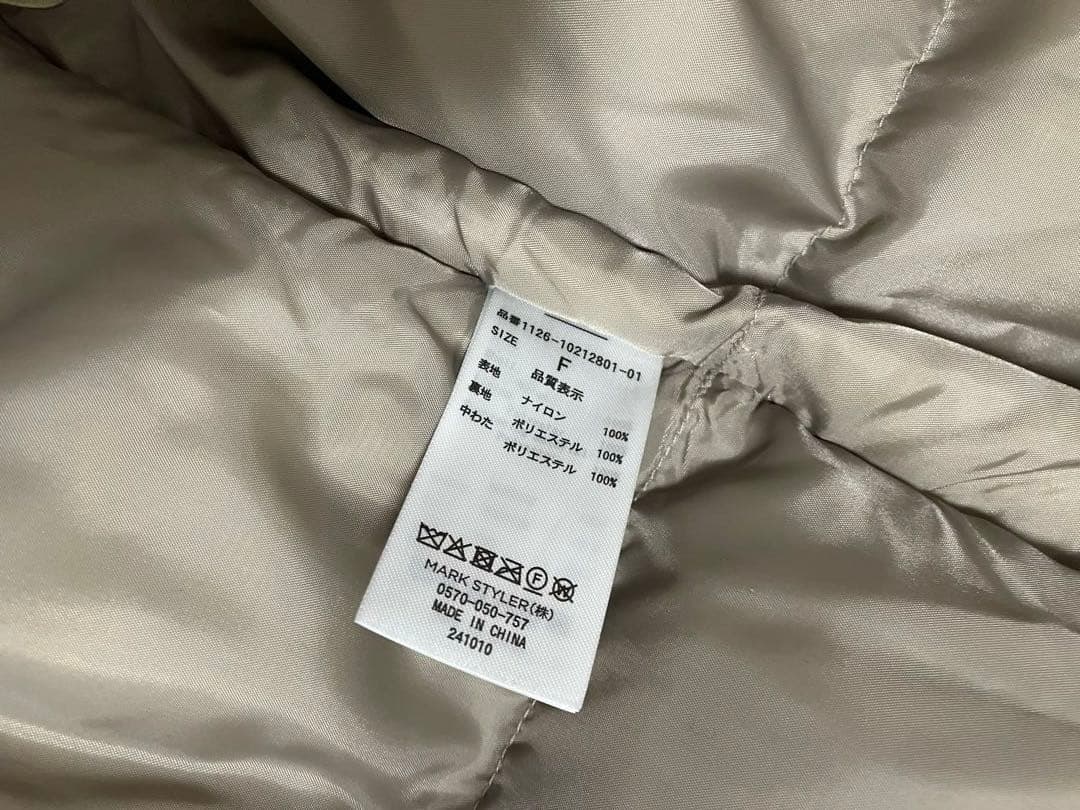 品番1126-10212801-01
SIZE F
品質表示
表地 ナイロン 100%
裏地 ポリエステル 100%
中わた ポリエステル 100%
F W
MARK STYLER(株)
0570-050-757
MADE IN CHINA
241010